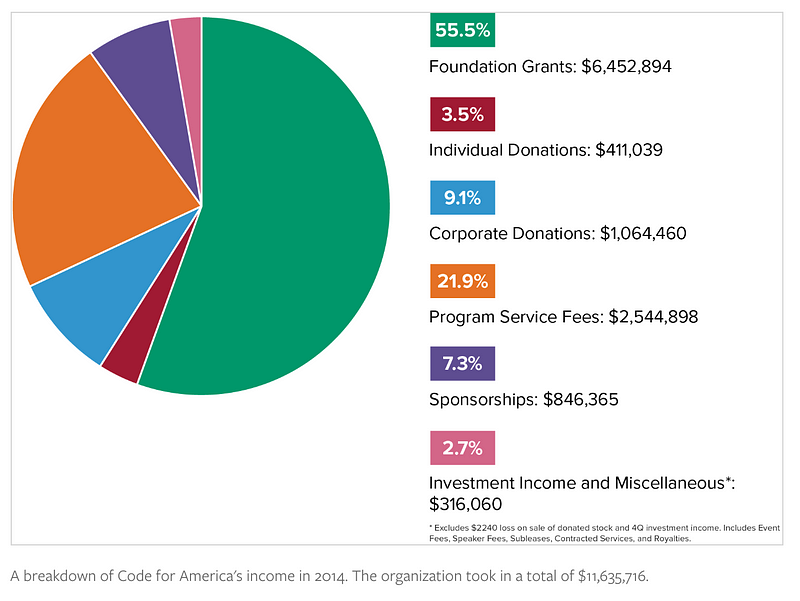 55.5%
Foundation Grants: $6,452,894
3.5%
Individual Donations: $411,039
9.1%
Corporate Donations: $1,064,460
21.9%
Program Service Fees: $2,544,898
7.3%
Sponsorships: $846,365
2.7%
Investment Income and Miscellaneous*:
$316,060
* Excludes $2240 loss on sale of donated stock and 4Q investment income. Includes Event
Fees, Speaker Fees, Subleases, Contracted Services, and Royalties.
A breakdown of Code for America's income in 2014. The organization took in a total of $11,635,716.